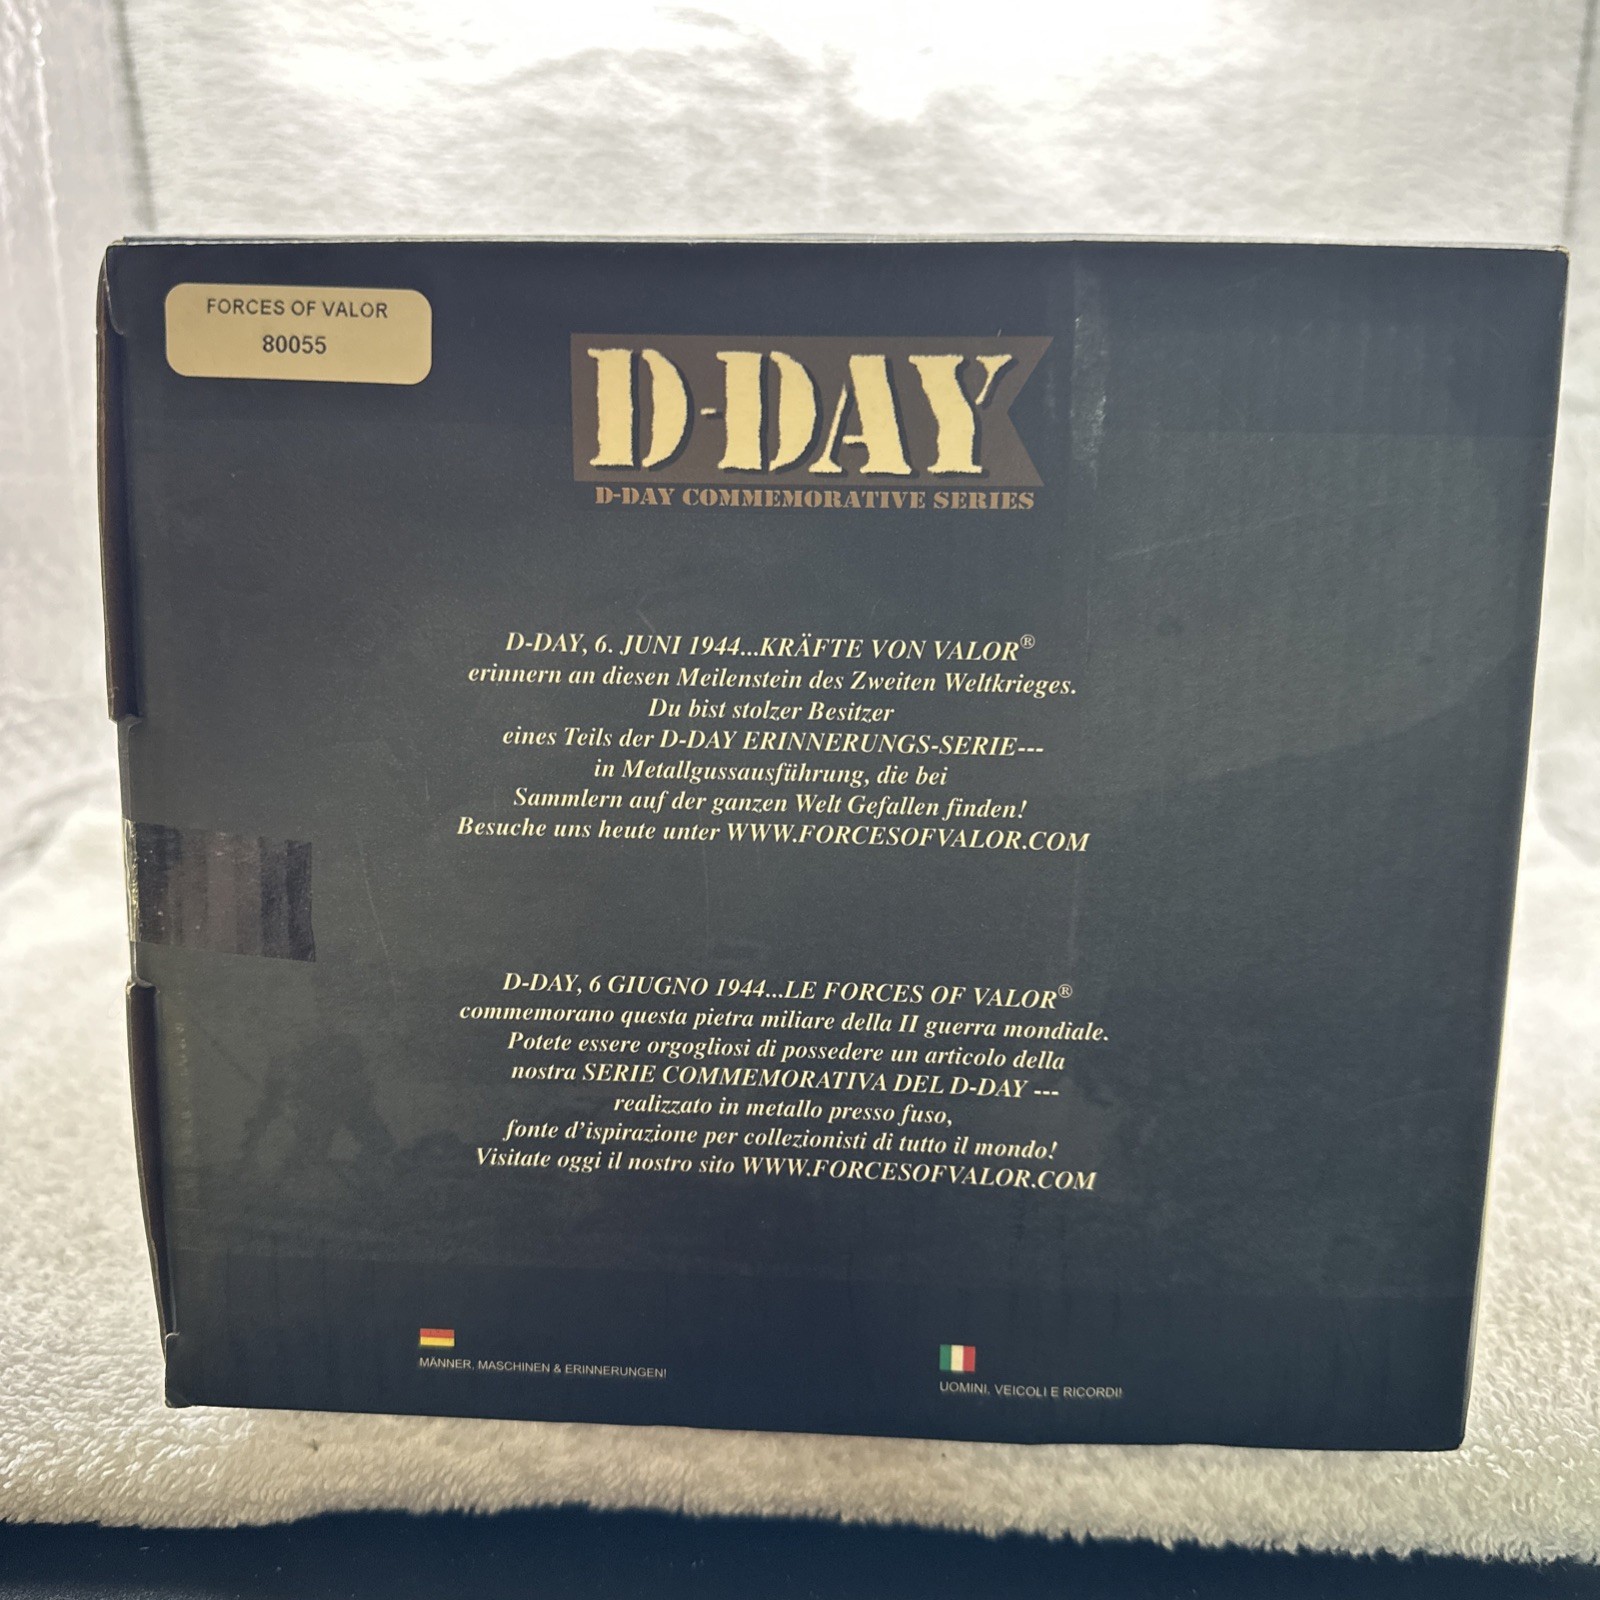 FORCES OF VALOR
80055
D-DAY
D-DAY COMMEMORATIVE SERIES
D-DAY, 6. JUNI 1944...KRÄFTE VON VALOR®
erinnern an diesen Meilenstein des Zweiten Weltkrieges.
Du bist stolzer Besitzer
eines Teils der D-DAY ERINNERUNGS-SERIE---
in Metallgussausführung, die bei
Sammlern auf der ganzen Welt Gefallen finden!
Besuche uns heute unter WWW.FORCESOFVALOR.COM
D-DAY, 6 GIUGNO 1944...LE FORCES OF VALOR®
commemorano questa pietra miliare della II guerra mondiale.
Potete essere orgogliosi di possedere un articolo della
nostra SERIE COMMEMORATIVA DEL D-DAY ---
realizzato in metallo presso fuso,
fonte d'ispirazione per collezionisti di tutto il mondo!
Visitate oggi il nostro sito WWW.FORCESOFVALOR.COM
MÄNNER, MASCHINEN & ERINNERUNGEN!
UOMINI, VEICOLI E RICORDI!